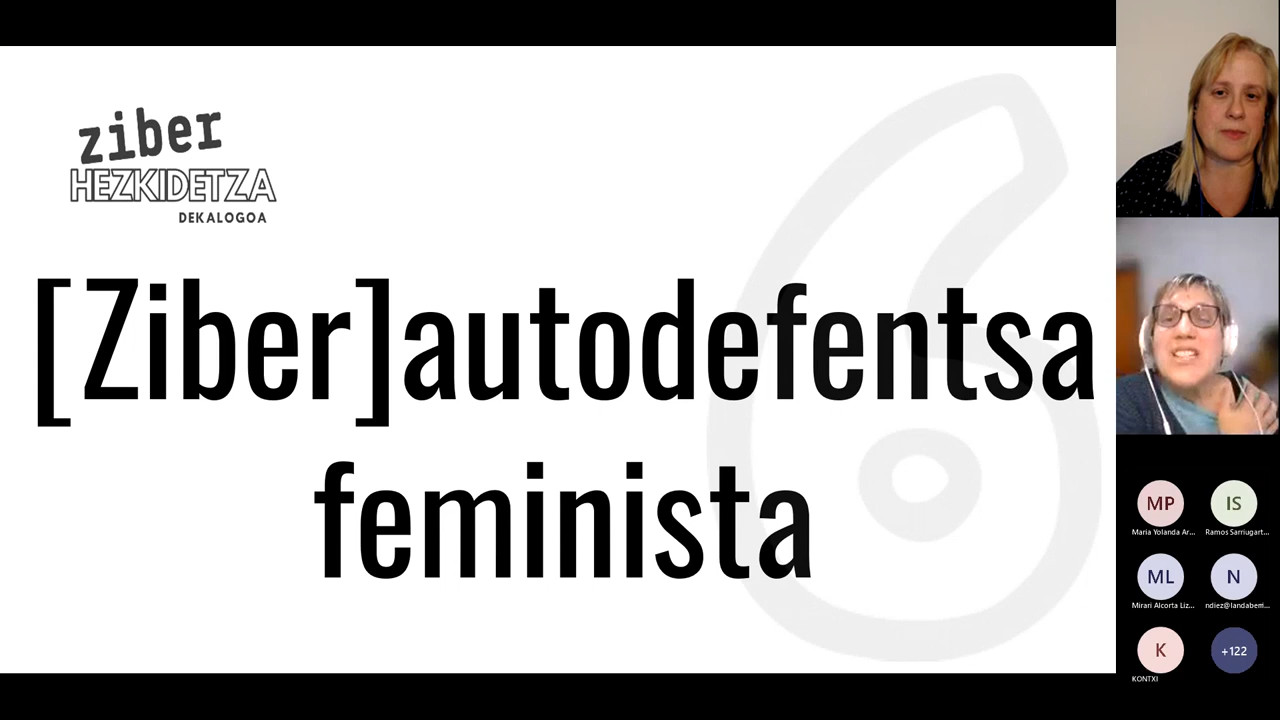 ziber
HEZKIDETZA
DEKALOGOA
[Ziber]autodefentsa
feminista
6
MP
Maria Yolanda Ar...
IS
Ramos Sarriugart...
ML
Mirari Alcorta Liz...
N
ndiez@landaberri...
K
KONTXI
+122